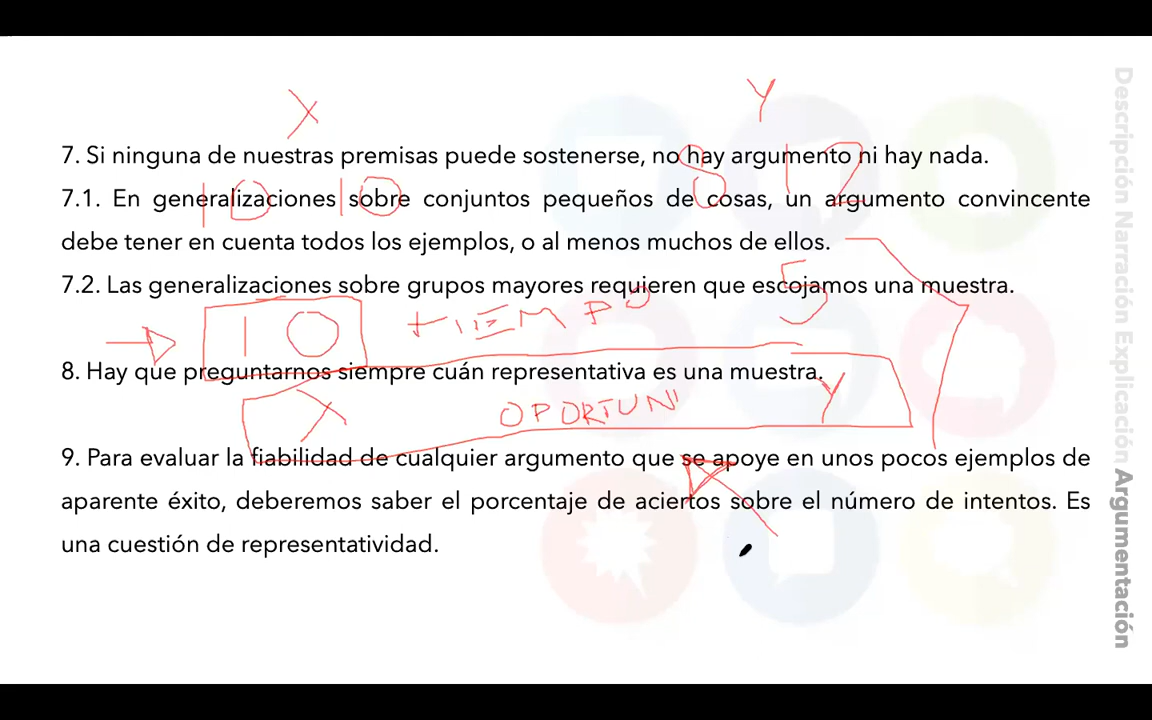 X
Y
7. Si ninguna de nuestras premisas puede sostenerse, no hay argumento ni hay nada.
10 10 8 12
7.1. En generalizaciones sobre conjuntos pequeños de cosas, un argumento convincente
debe tener en cuenta todos los ejemplos, o al menos muchos de ellos.
7.2. Las generalizaciones sobre grupos mayores requieren que escojamos una muestra.
10 TIEMPO 5
8. Hay que preguntarnos siempre cuán representativa es una muestra.
X OPORTUNI Y
9. Para evaluar la fiabilidad de cualquier argumento que se apoye en unos pocos ejemplos de
aparente éxito, deberemos saber el porcentaje de aciertos sobre el número de intentos. Es
una cuestión de representatividad.
Descripción Narración Explicación Argumentación